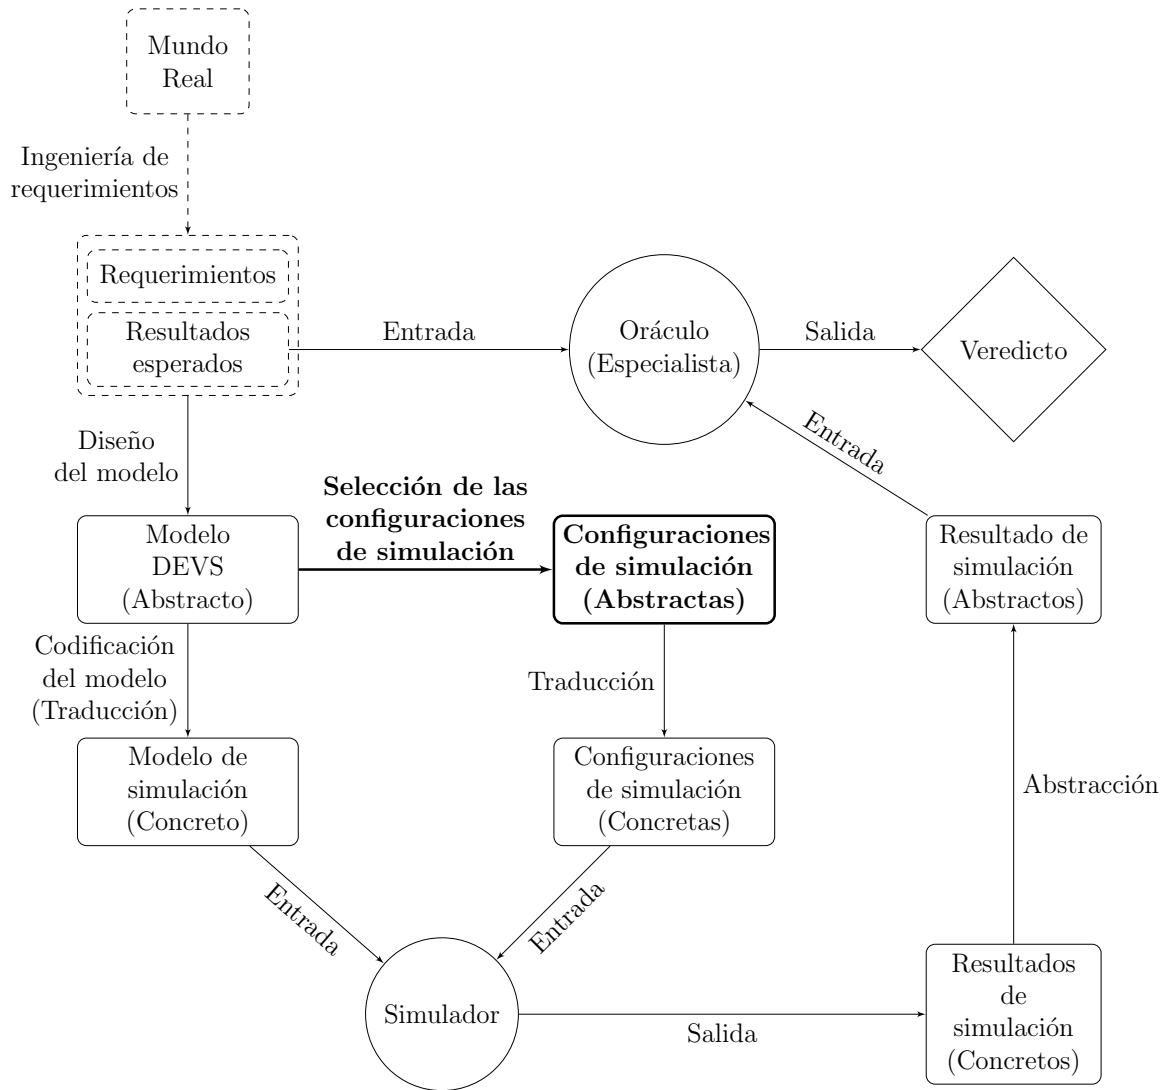 Mundo
Real
Ingeniería de
requerimientos
Requerimientos
Resultados
esperados
Entrada
Oráculo
(Especialista)
Salida
Veredicto
Entrada
Diseño
del modelo
Selección de las
configuraciones
de simulación
Modelo
DEVS
(Abstracto)
Configuraciones
de simulación
(Abstractas)
Resultado de
simulación
(Abstractos)
Codificación
del modelo
(Traducción)
Traducción
Modelo de
simulación
(Concreto)
Configuraciones
de simulación
(Concretas)
Abstracción
Entrada
Entrada
Simulador
Salida
Resultados
de
simulación
(Concretos)